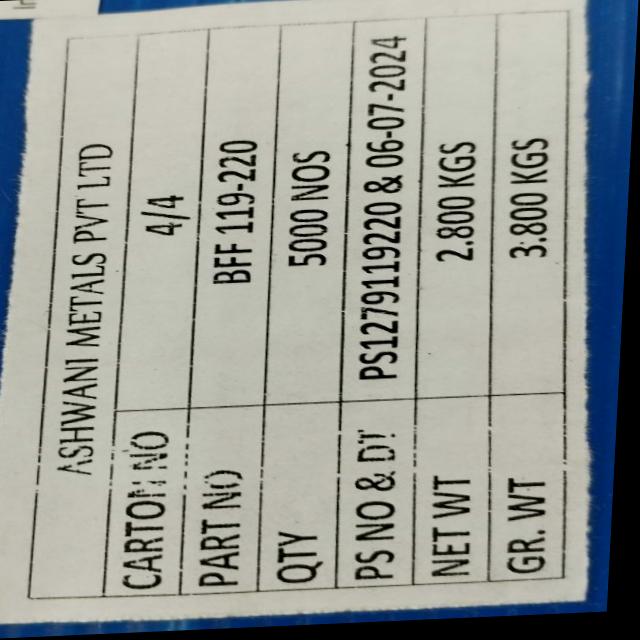 ASHWANI METALS PVT LTD
CARTON NO 4/4
PART NO BFF 119-220
QTY 5000 NOS
PS NO & DT. PS1279119220 & 06-07-2024
NET WT 2.800 KGS
GR. WT 3.800 KGS